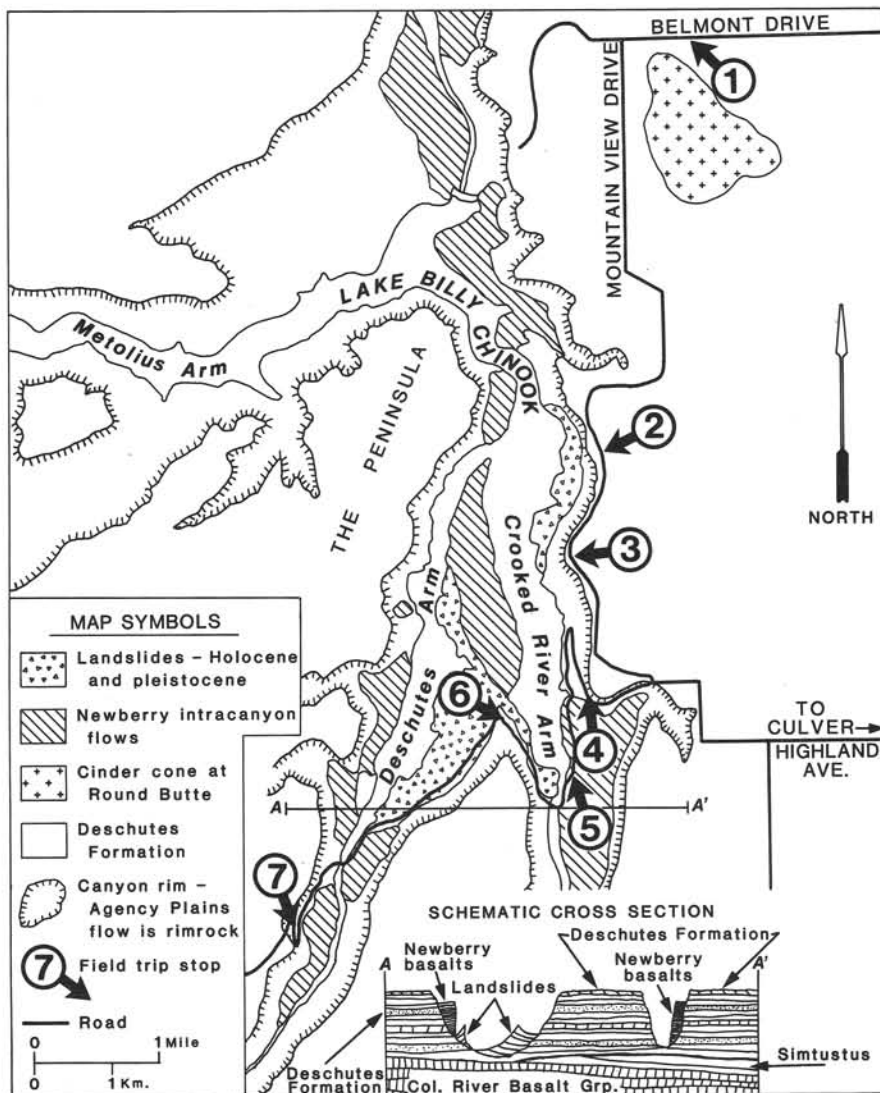 BELMONT DRIVE
1
MOUNTAIN VIEW DRIVE
LAKE BILLY CHINOOK
Metolius Arm
THE PENINSULA
2
NORTH
3
Crooked River Arm
Deschutes Arm
6
4
TO
CULVER→
HIGHLAND
AVE.
5
A
A'
7
MAP SYMBOLS
Landslides – Holocene
and pleistocene
Newberry intracanyon
flows
Cinder cone at
Round Butte
Deschutes
Formation
Canyon rim –
Agency Plains
flow is rimrock
7
Field trip stop
Road
0 1 Mile
0 1 Km.
SCHEMATIC CROSS SECTION
Deschutes Formation
A
Newberry
basalts
Landslides
Newberry
basalts
A'
Deschutes
Formation
Simtustus
Col. River Basalt Grp.